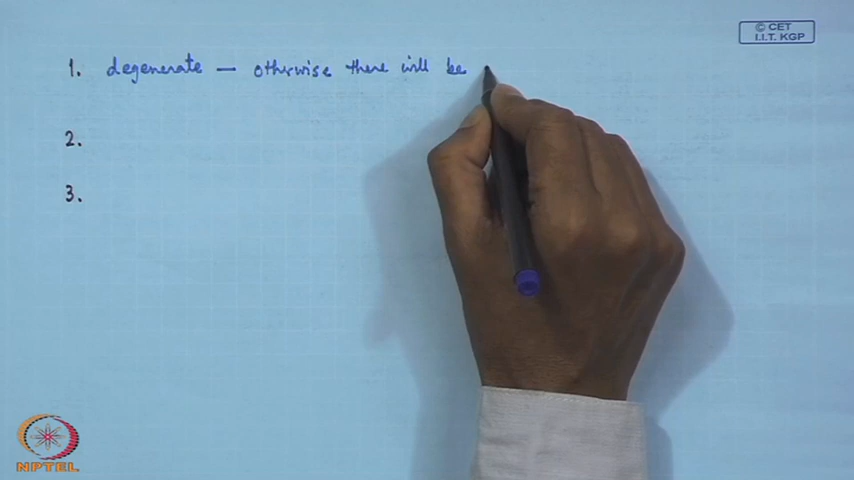 © CET
I.I.T. KGP
1. degenerate — otherwise there will be
2.
3.
NPTEL